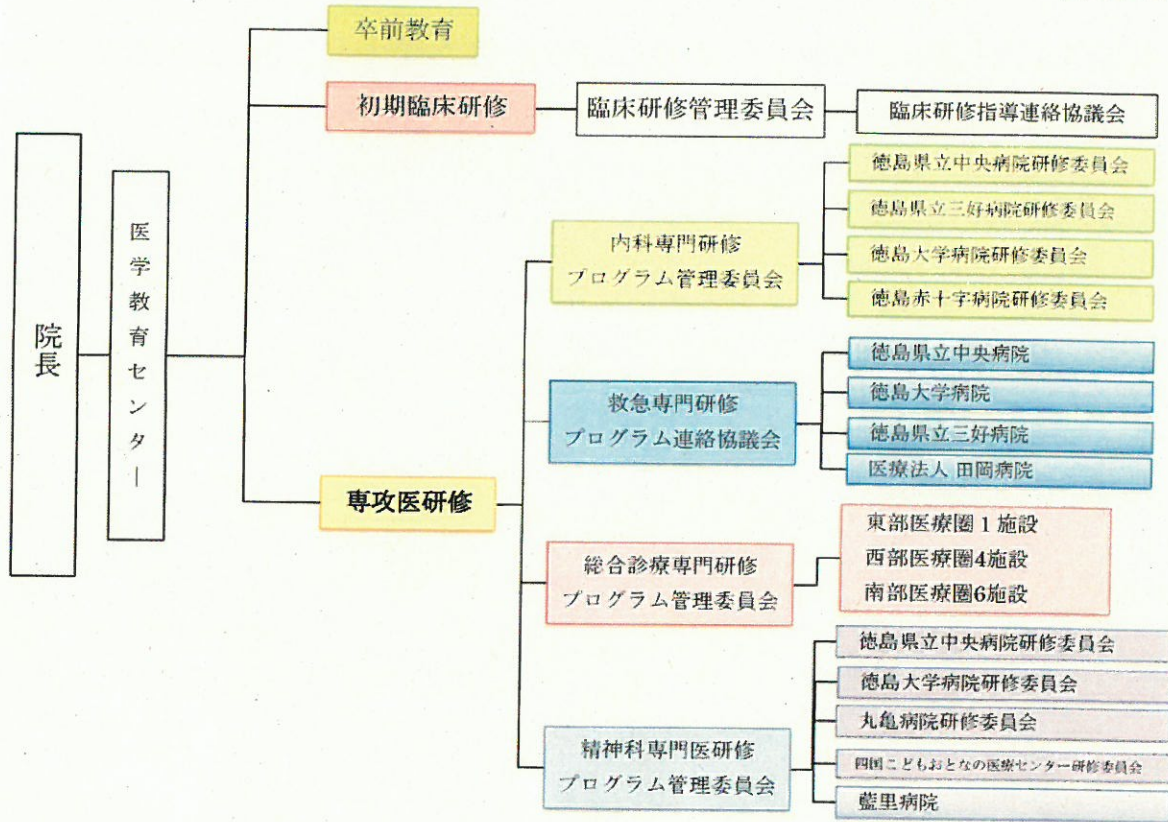 院長
医学教育センター
卒前教育
初期臨床研修
臨床研修管理委員会
臨床研修指導連絡協議会
専攻医研修
内科専門研修
プログラム管理委員会
徳島県立中央病院研修委員会
徳島県立三好病院研修委員会
徳島大学病院研修委員会
徳島赤十字病院研修委員会
救急専門研修
プログラム連絡協議会
徳島県立中央病院
徳島大学病院
徳島県立三好病院
医療法人 田岡病院
総合診療専門研修
プログラム管理委員会
東部医療圏1施設
西部医療圏4施設
南部医療圏6施設
精神科専門医研修
プログラム管理委員会
徳島県立中央病院研修委員会
徳島大学病院研修委員会
丸亀病院研修委員会
四国こどもおとなの医療センター研修委員会
藍里病院